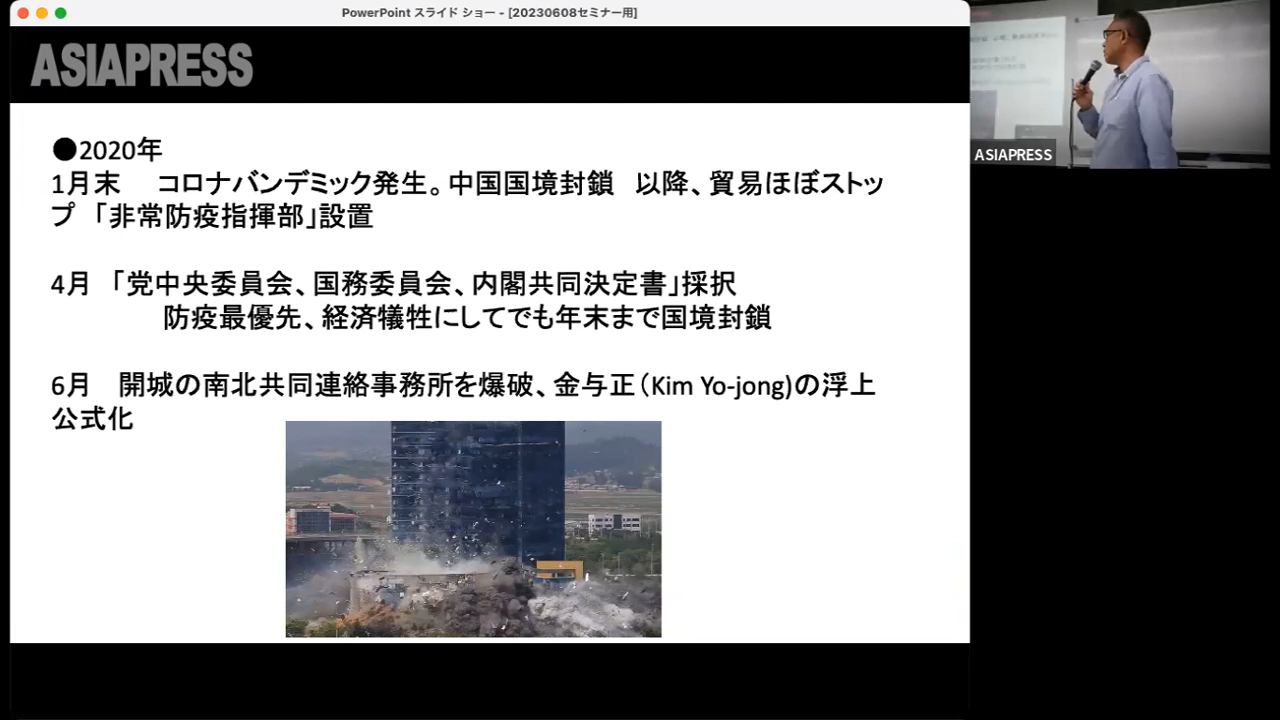 PowerPoint スライド ショー - [20230608セミナー用]
ASIAPRESS
●2020年
1月末　コロナバンデミック発生。中国国境封鎖　以降、貿易ほぼストッ
プ　「非常防疫指揮部」設置
4月　「党中央委員会、国務委員会、内閣共同決定書」採択
防疫最優先、経済犠牲にしてでも年末まで国境封鎖
6月　開城の南北共同連絡事務所を爆破、金与正（Kim Yo-jong)の浮上
公式化
ASIAPRESS